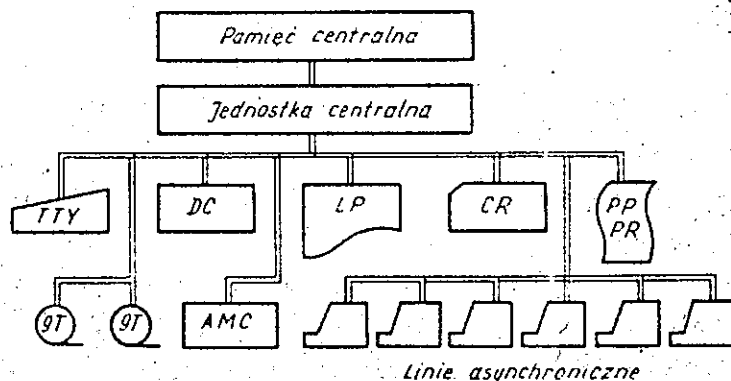 Pamięć centralna
Jednostka centralna
TTY
DC
LP
CR
PP
PR
9T
9T
AMC
Linie asynchroniczne